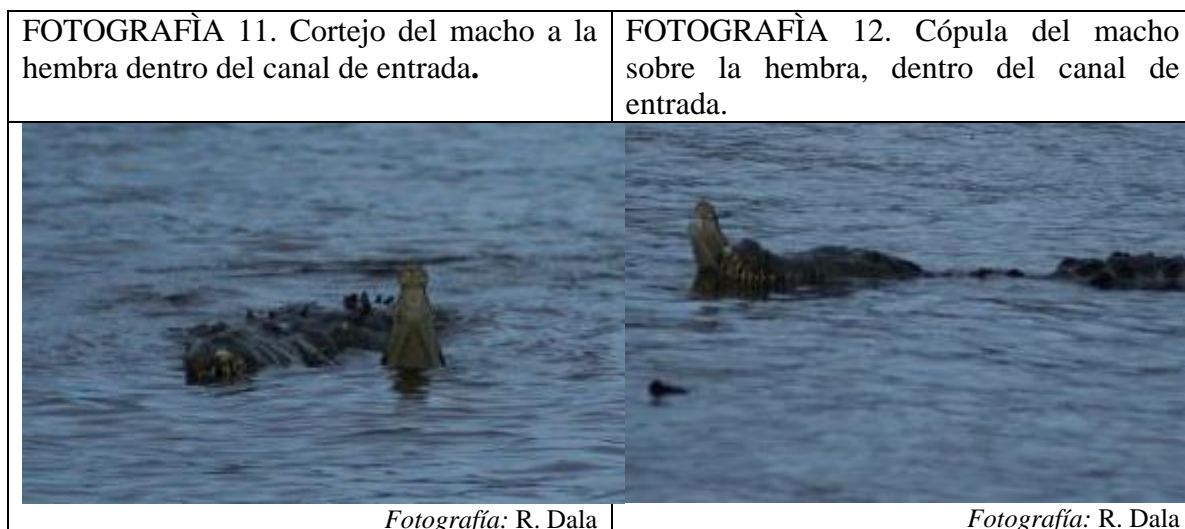 FOTOGRAFÌA 11. Cortejo del macho a la
hembra dentro del canal de entrada.
FOTOGRAFÌA 12. Cópula del macho
sobre la hembra, dentro del canal de
entrada.
Fotografía: R. Dala
Fotografía: R. Dala